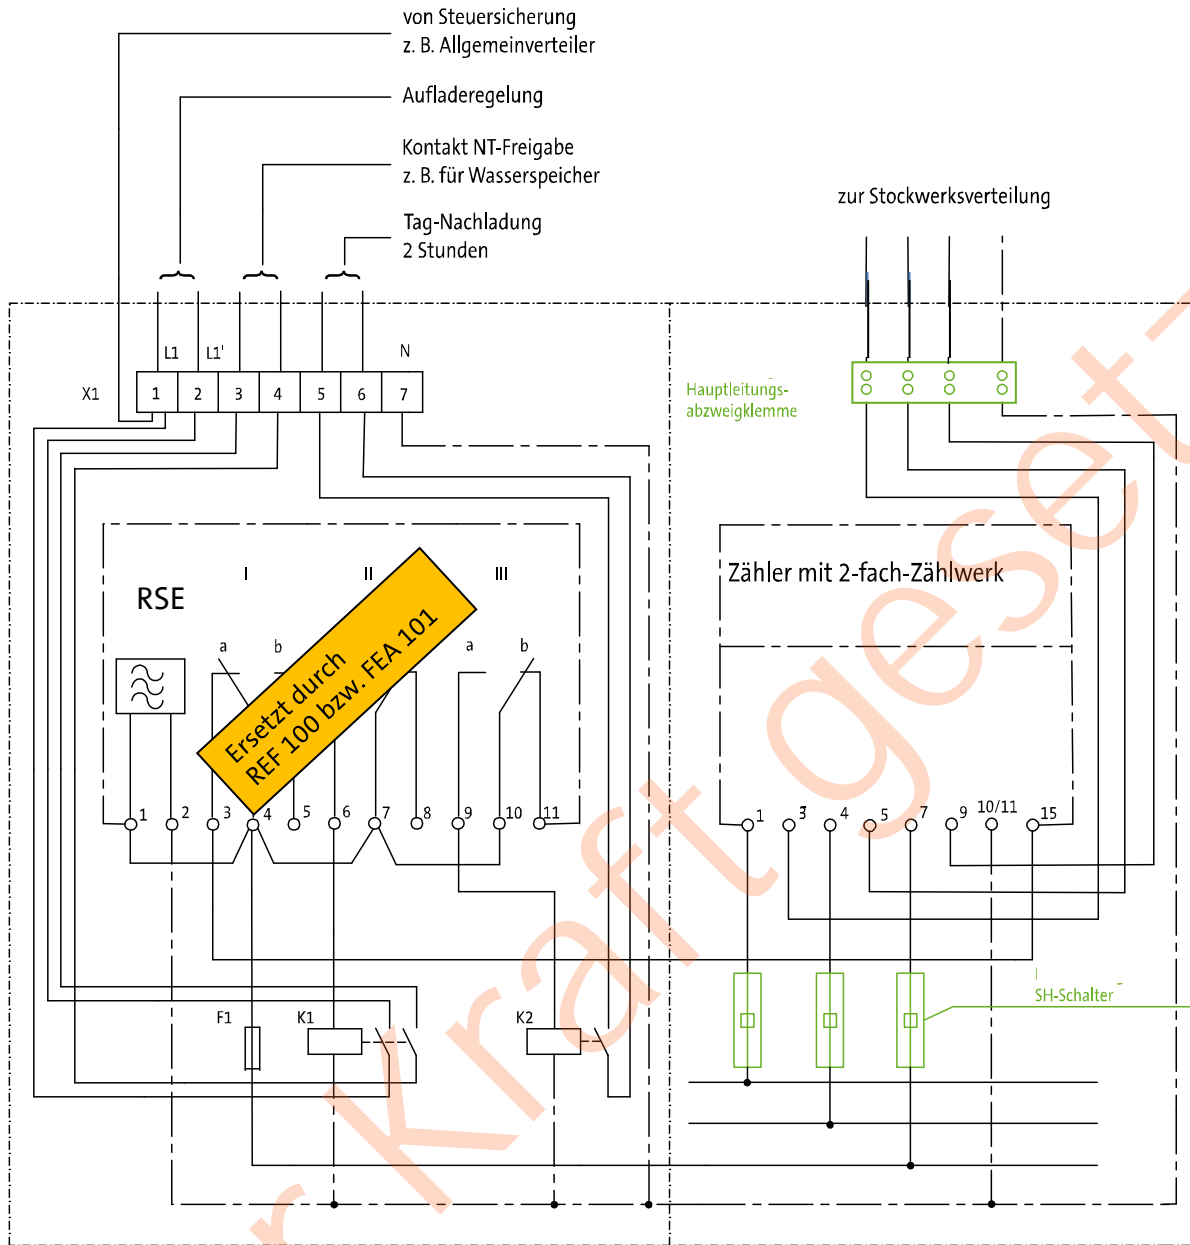 von Steuersicherung
z. B. Allgemeinverteiler
Aufladeregelung
Kontakt NT-Freigabe
z. B. für Wasserspeicher
Tag-Nachladung
2 Stunden
zur Stockwerksverteilung
L1 L1' N
X1 1 2 3 4 5 6 7
Hauptleitungs-
abzweigklemme
RSE
I II III
a b a b
Ersetzt durch
REF 100 bzw. FEA 101
1 2 3 4 5 6 7 8 9 10 11
Zähler mit 2-fach-Zählwerk
1 3 4 5 7 9 10/11 15
SH-Schalter
F1 K1 K2
r Kraft geset-